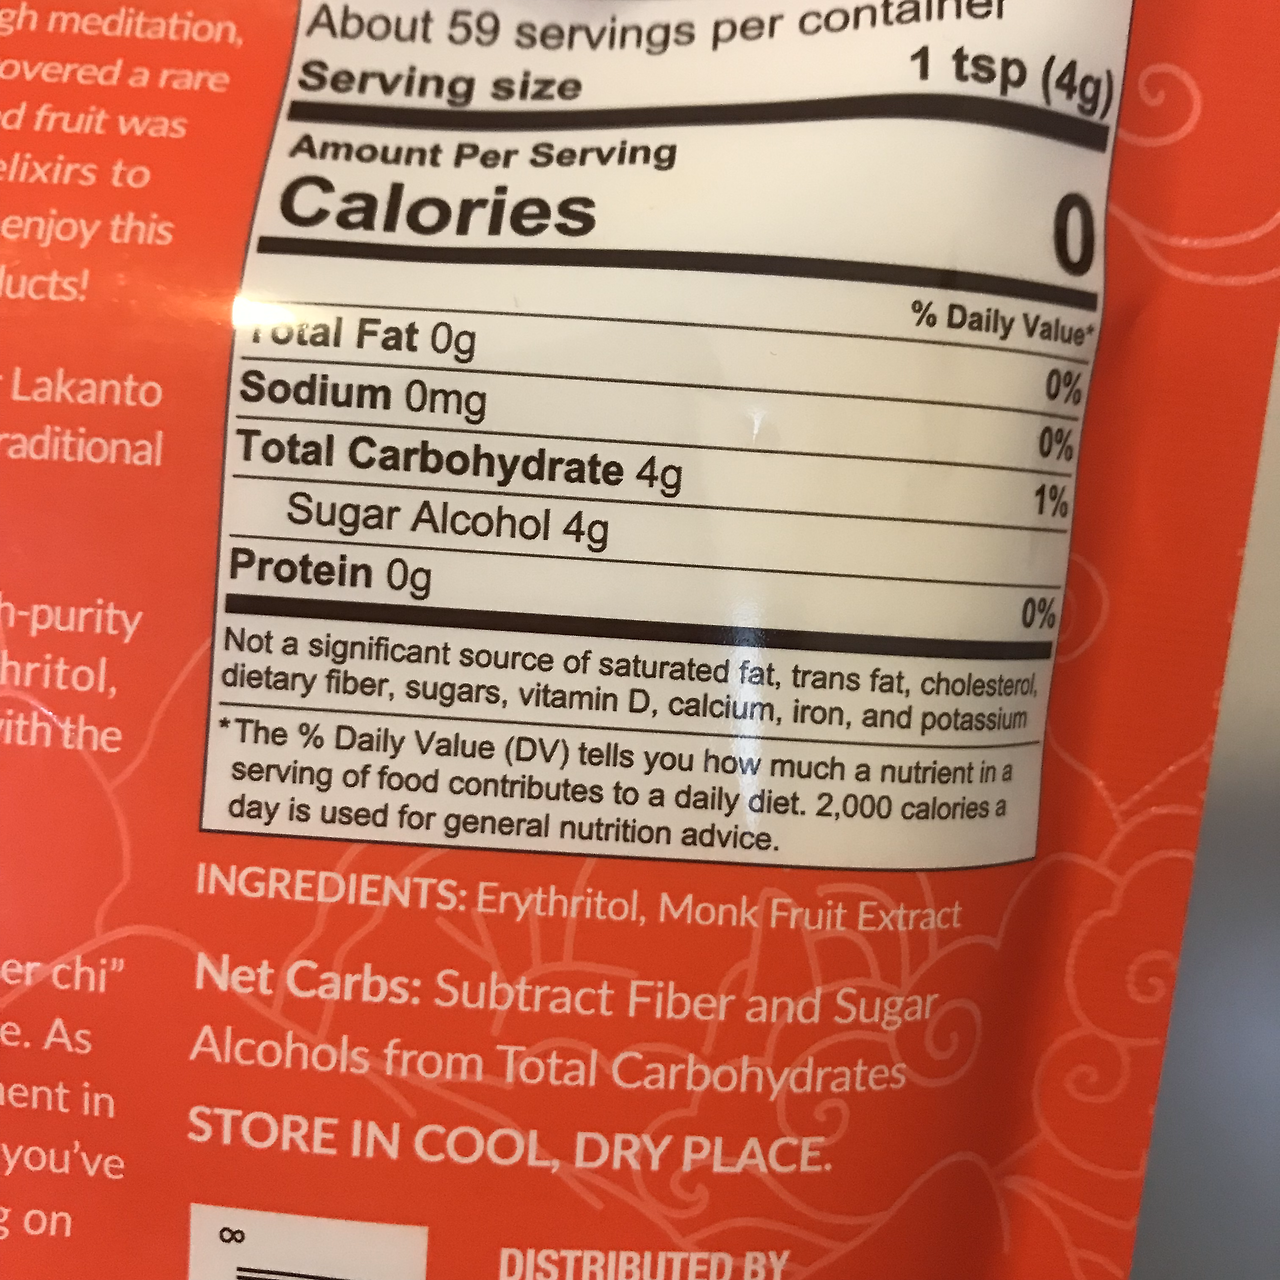 gh meditation,
overed a rare
d fruit was
elixirs to
enjoy this
ducts!
Lakanto
raditional
h-purity
hritol,
with the
er chi”
e. As
ment in
you’ve
g on
About 59 servings per container
Serving size 1 tsp (4g)
Amount Per Serving
Calories 0
% Daily Value*
Total Fat 0g 0%
Sodium 0mg 0%
Total Carbohydrate 4g 1%
Sugar Alcohol 4g
Protein 0g 0%
Not a significant source of saturated fat, trans fat, cholesterol,
dietary fiber, sugars, vitamin D, calcium, iron, and potassium
*The % Daily Value (DV) tells you how much a nutrient in a
serving of food contributes to a daily diet. 2,000 calories a
day is used for general nutrition advice.
INGREDIENTS: Erythritol, Monk Fruit Extract
Net Carbs: Subtract Fiber and Sugar
Alcohols from Total Carbohydrates
STORE IN COOL, DRY PLACE.
8
DISTRIBUTED BY